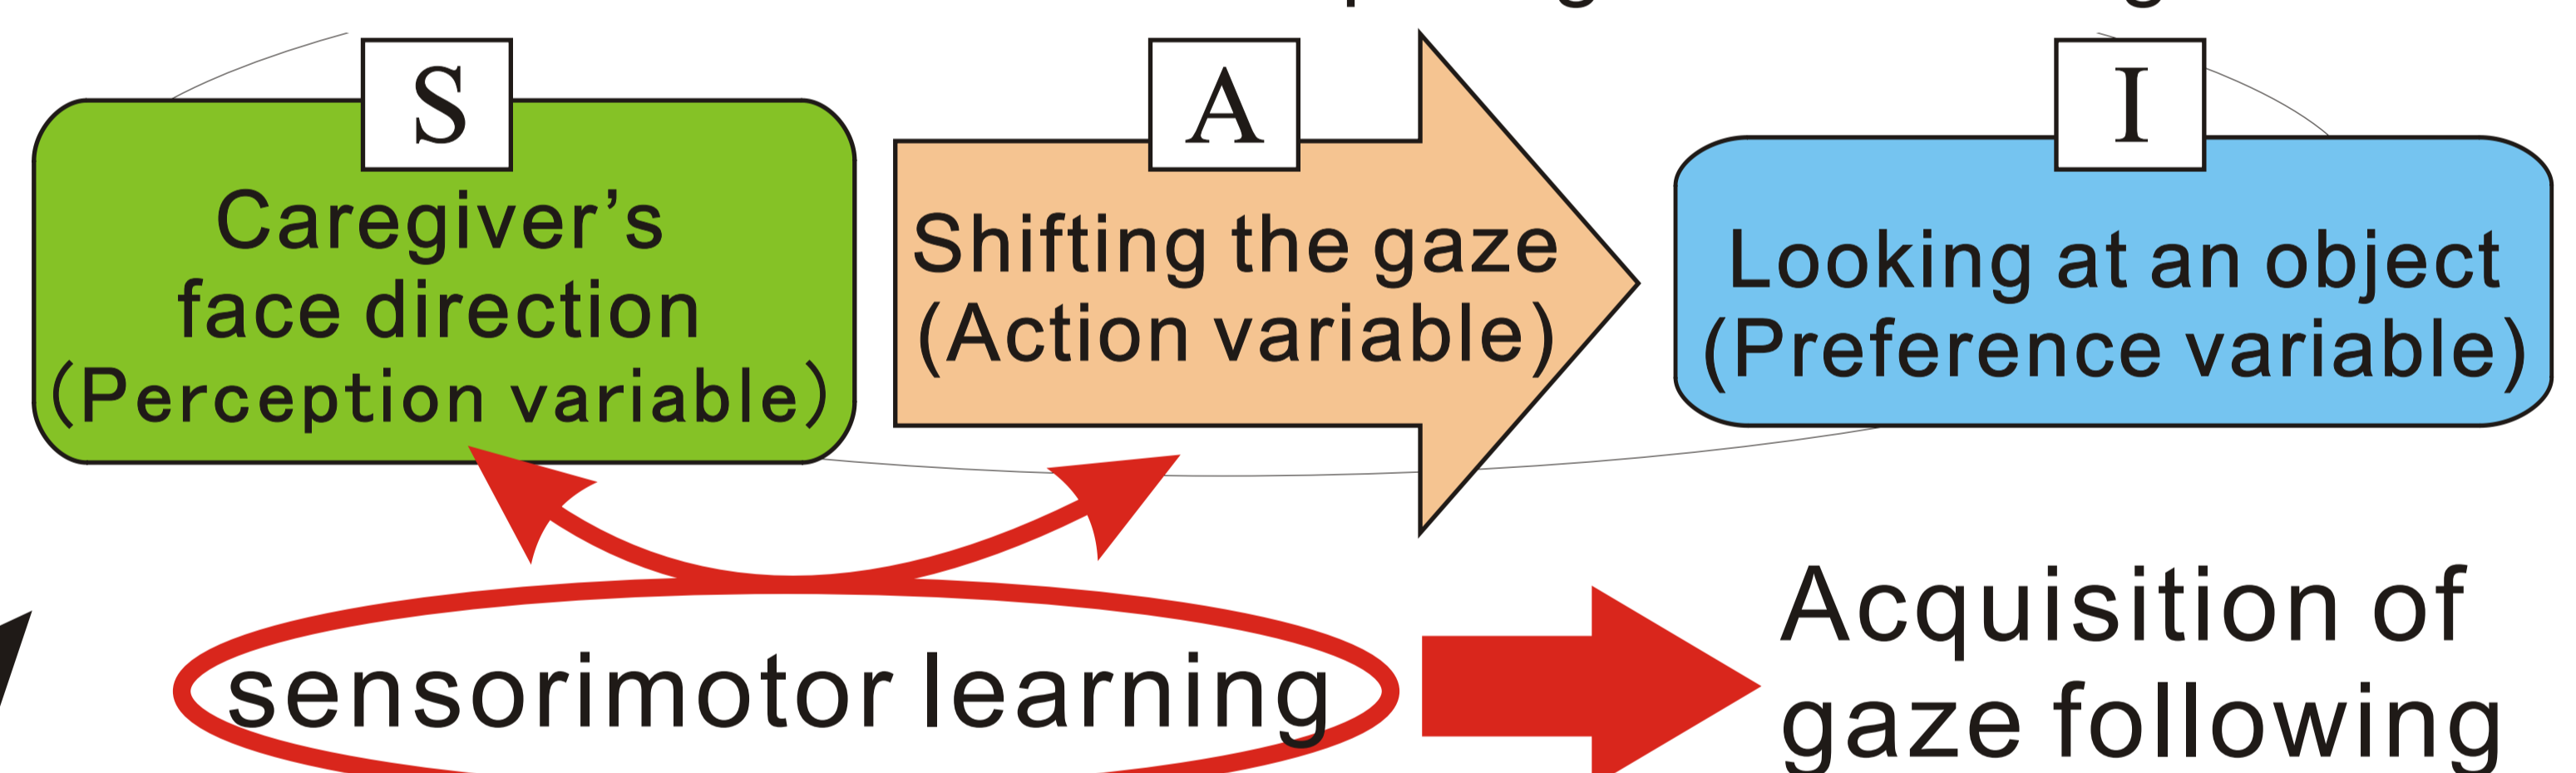 S
Caregiver’s
face direction
(Perception variable)
A
Shifting the gaze
(Action variable)
I
Looking at an object
(Preference variable)
sensorimotor learning
Acquisition of
gaze following